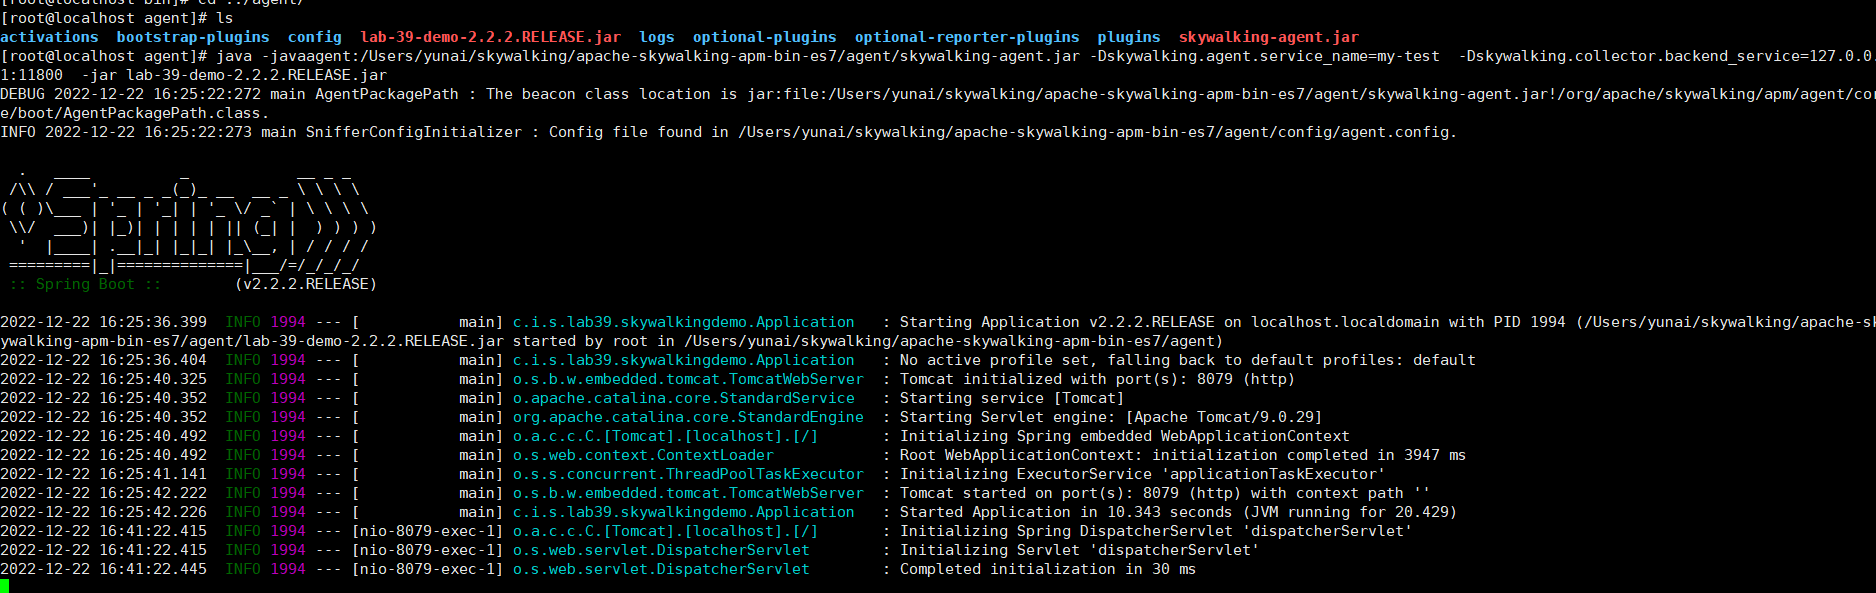 [root@localhost bin]# cd ../agent/
[root@localhost agent]# ls
activations  bootstrap-plugins  config  lab-39-demo-2.2.2.RELEASE.jar  logs  optional-plugins  optional-reporter-plugins  plugins  skywalking-agent.jar
[root@localhost agent]# java -javaagent:/Users/yunai/skywalking/apache-skywalking-apm-bin-es7/agent/skywalking-agent.jar -Dskywalking.agent.service_name=my-test  -Dskywalking.collector.backend_service=127.0.0.
1:11800  -jar lab-39-demo-2.2.2.RELEASE.jar
DEBUG 2022-12-22 16:25:22:272 main AgentPackagePath : The beacon class location is jar:file:/Users/yunai/skywalking/apache-skywalking-apm-bin-es7/agent/skywalking-agent.jar!/org/apache/skywalking/apm/agent/cor
e/boot/AgentPackagePath.class.
INFO 2022-12-22 16:25:22:273 main SnifferConfigInitializer : Config file found in /Users/yunai/skywalking/apache-skywalking-apm-bin-es7/agent/config/agent.config.
  .   ____          _            __ _ _
 /\\ / ___'_ __ _ _(_)_ __  __ _ \ \ \ \
( ( )\___ | '_ | '_| | '_ \/ _` | \ \ \ \
 \\/  ___)| |_)| | | | | || (_| |  ) ) ) )
  '  |____| .__|_| |_|_| |_\__, | / / / /
 =========|_|==============|___/=/_/_/_/
 :: Spring Boot ::        (v2.2.2.RELEASE)
2022-12-22 16:25:36.399  INFO 1994 --- [           main] c.i.s.lab39.skywalkingdemo.Application   : Starting Application v2.2.2.RELEASE on localhost.localdomain with PID 1994 (/Users/yunai/skywalking/apache-sk
ywalking-apm-bin-es7/agent/lab-39-demo-2.2.2.RELEASE.jar started by root in /Users/yunai/skywalking/apache-skywalking-apm-bin-es7/agent)
2022-12-22 16:25:36.404  INFO 1994 --- [           main] c.i.s.lab39.skywalkingdemo.Application   : No active profile set, falling back to default profiles: default
2022-12-22 16:25:40.325  INFO 1994 --- [           main] o.s.b.w.embedded.tomcat.TomcatWebServer  : Tomcat initialized with port(s): 8079 (http)
2022-12-22 16:25:40.352  INFO 1994 --- [           main] o.apache.catalina.core.StandardService   : Starting service [Tomcat]
2022-12-22 16:25:40.352  INFO 1994 --- [           main] org.apache.catalina.core.StandardEngine  : Starting Servlet engine: [Apache Tomcat/9.0.29]
2022-12-22 16:25:40.492  INFO 1994 --- [           main] o.a.c.c.C.[Tomcat].[localhost].[/]       : Initializing Spring embedded WebApplicationContext
2022-12-22 16:25:40.492  INFO 1994 --- [           main] o.s.web.context.ContextLoader            : Root WebApplicationContext: initialization completed in 3947 ms
2022-12-22 16:25:41.141  INFO 1994 --- [           main] o.s.s.concurrent.ThreadPoolTaskExecutor  : Initializing ExecutorService 'applicationTaskExecutor'
2022-12-22 16:25:42.222  INFO 1994 --- [           main] o.s.b.w.embedded.tomcat.TomcatWebServer  : Tomcat started on port(s): 8079 (http) with context path ''
2022-12-22 16:25:42.226  INFO 1994 --- [           main] c.i.s.lab39.skywalkingdemo.Application   : Started Application in 10.343 seconds (JVM running for 20.429)
2022-12-22 16:41:22.415  INFO 1994 --- [nio-8079-exec-1] o.a.c.c.C.[Tomcat].[localhost].[/]       : Initializing Spring DispatcherServlet 'dispatcherServlet'
2022-12-22 16:41:22.415  INFO 1994 --- [nio-8079-exec-1] o.s.web.servlet.DispatcherServlet        : Initializing Servlet 'dispatcherServlet'
2022-12-22 16:41:22.445  INFO 1994 --- [nio-8079-exec-1] o.s.web.servlet.DispatcherServlet        : Completed initialization in 30 ms